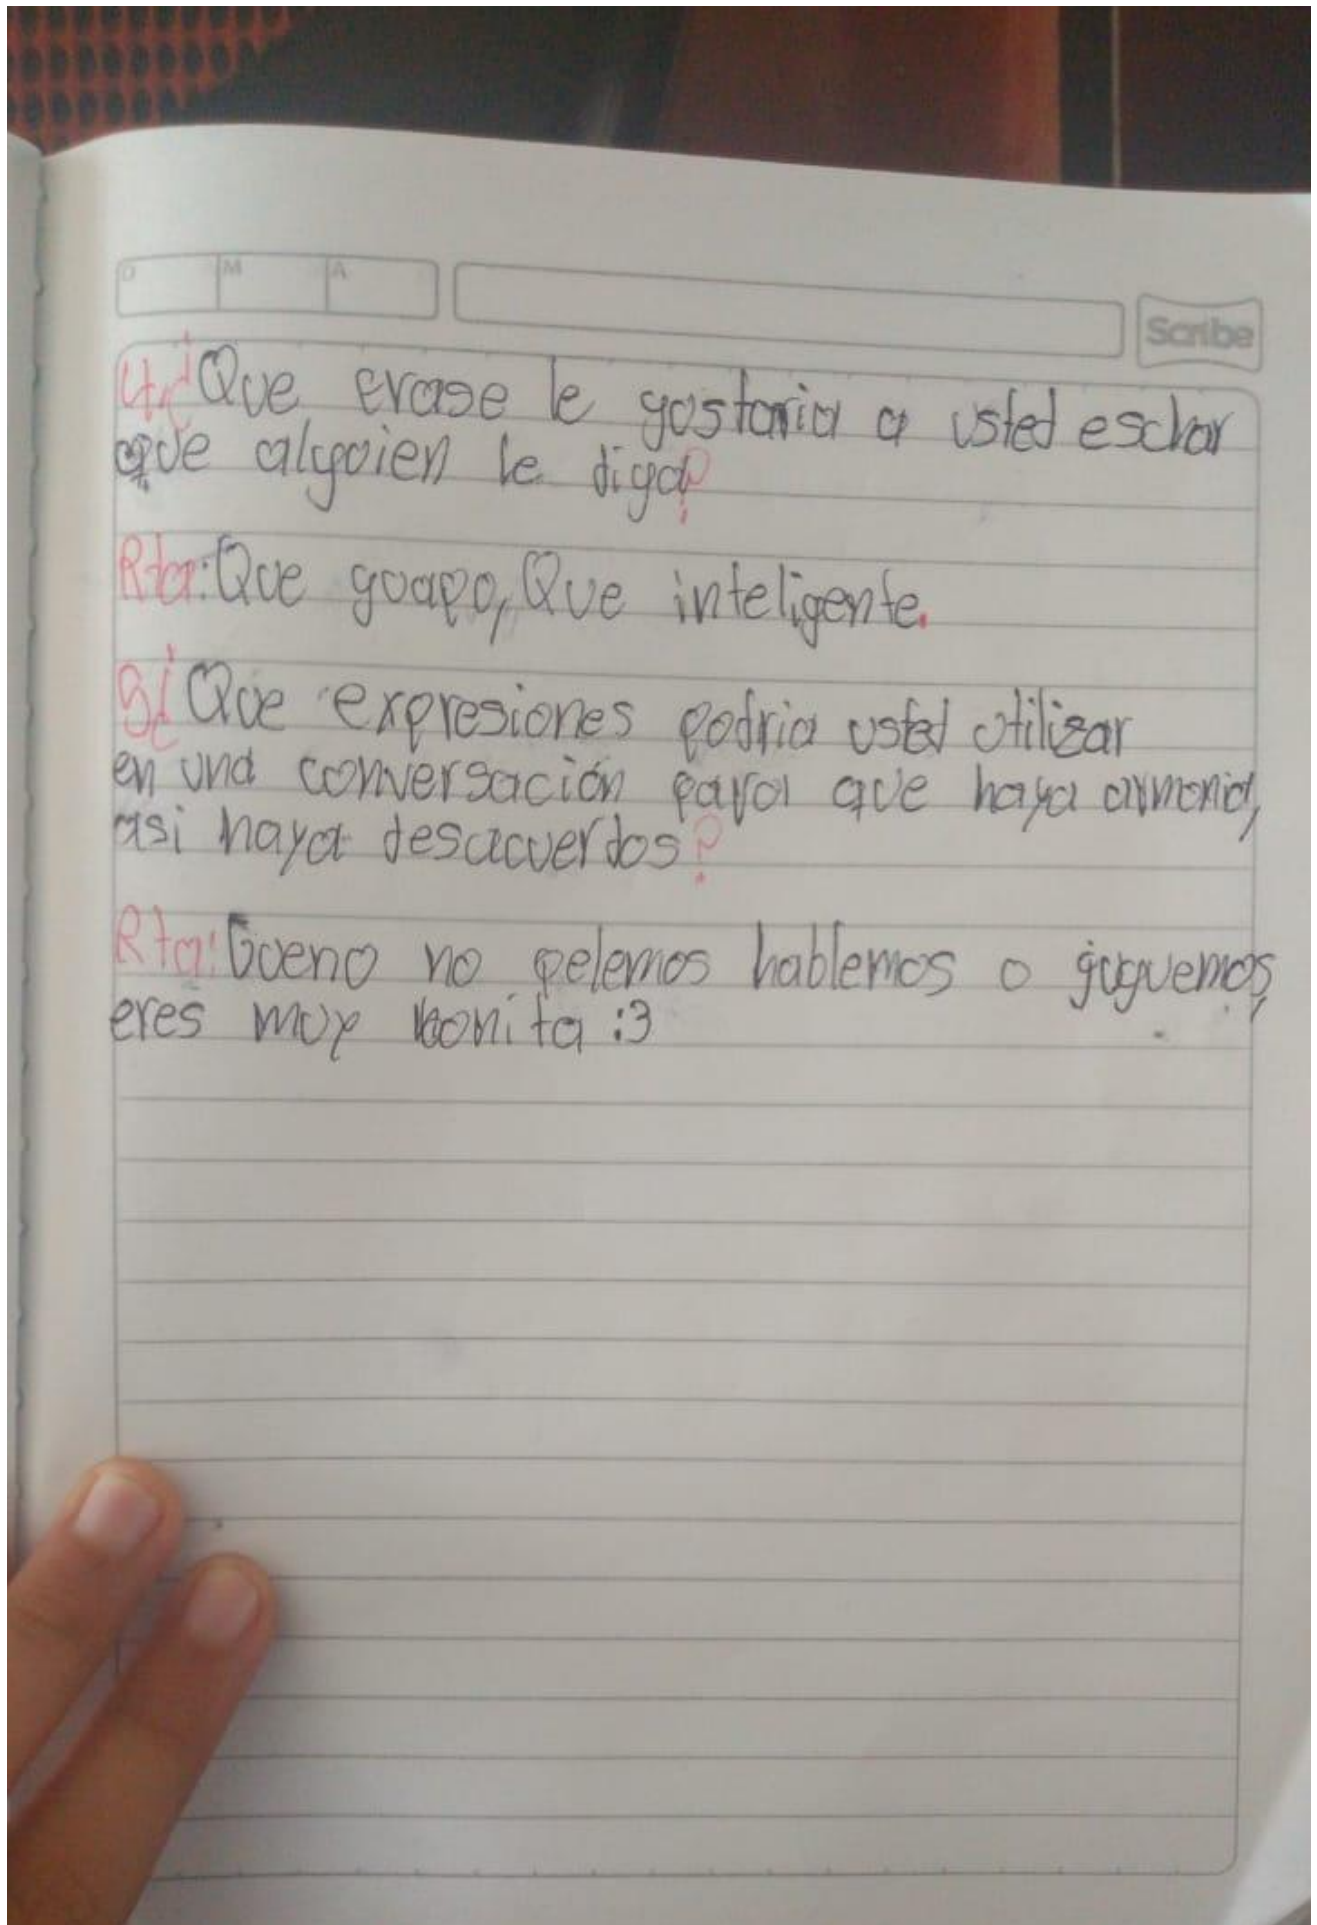 D M A
Scribe
4.¿Que frase le gostaria a usted eschar
que alguien le diga?
Rta: Que guapo, Que inteligente.
5¿ Que expresiones podria usted utilizar
en una conversación para que haya armonia,
asi haya desacuerdos?
Rta: Bueno no pelemos hablemos o juguemos,
eres muy bonita :3